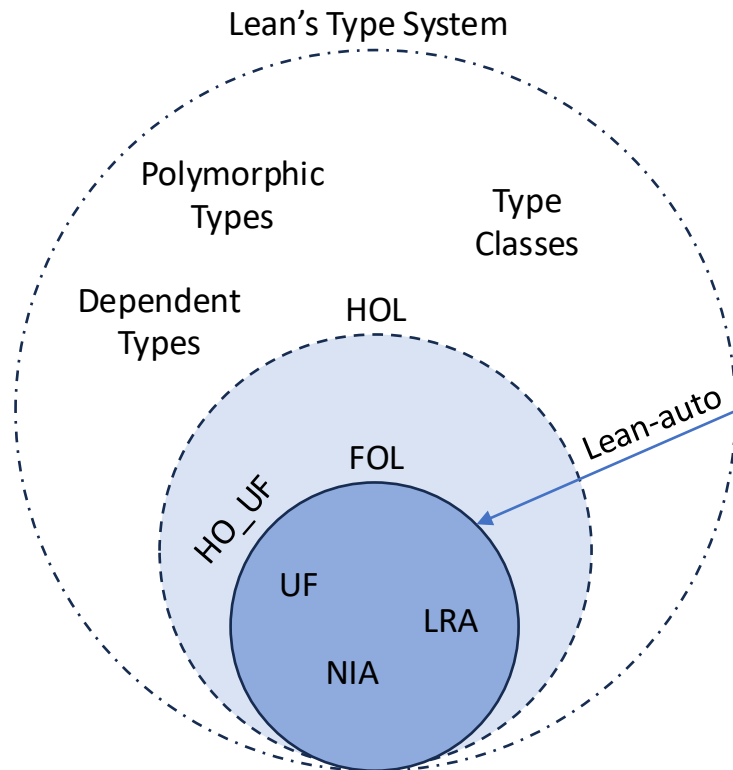 Lean’s Type System
Polymorphic
Types
Type
Classes
Dependent
Types
HOL
Lean-auto
FOL
HO_UF
UF
LRA
NIA